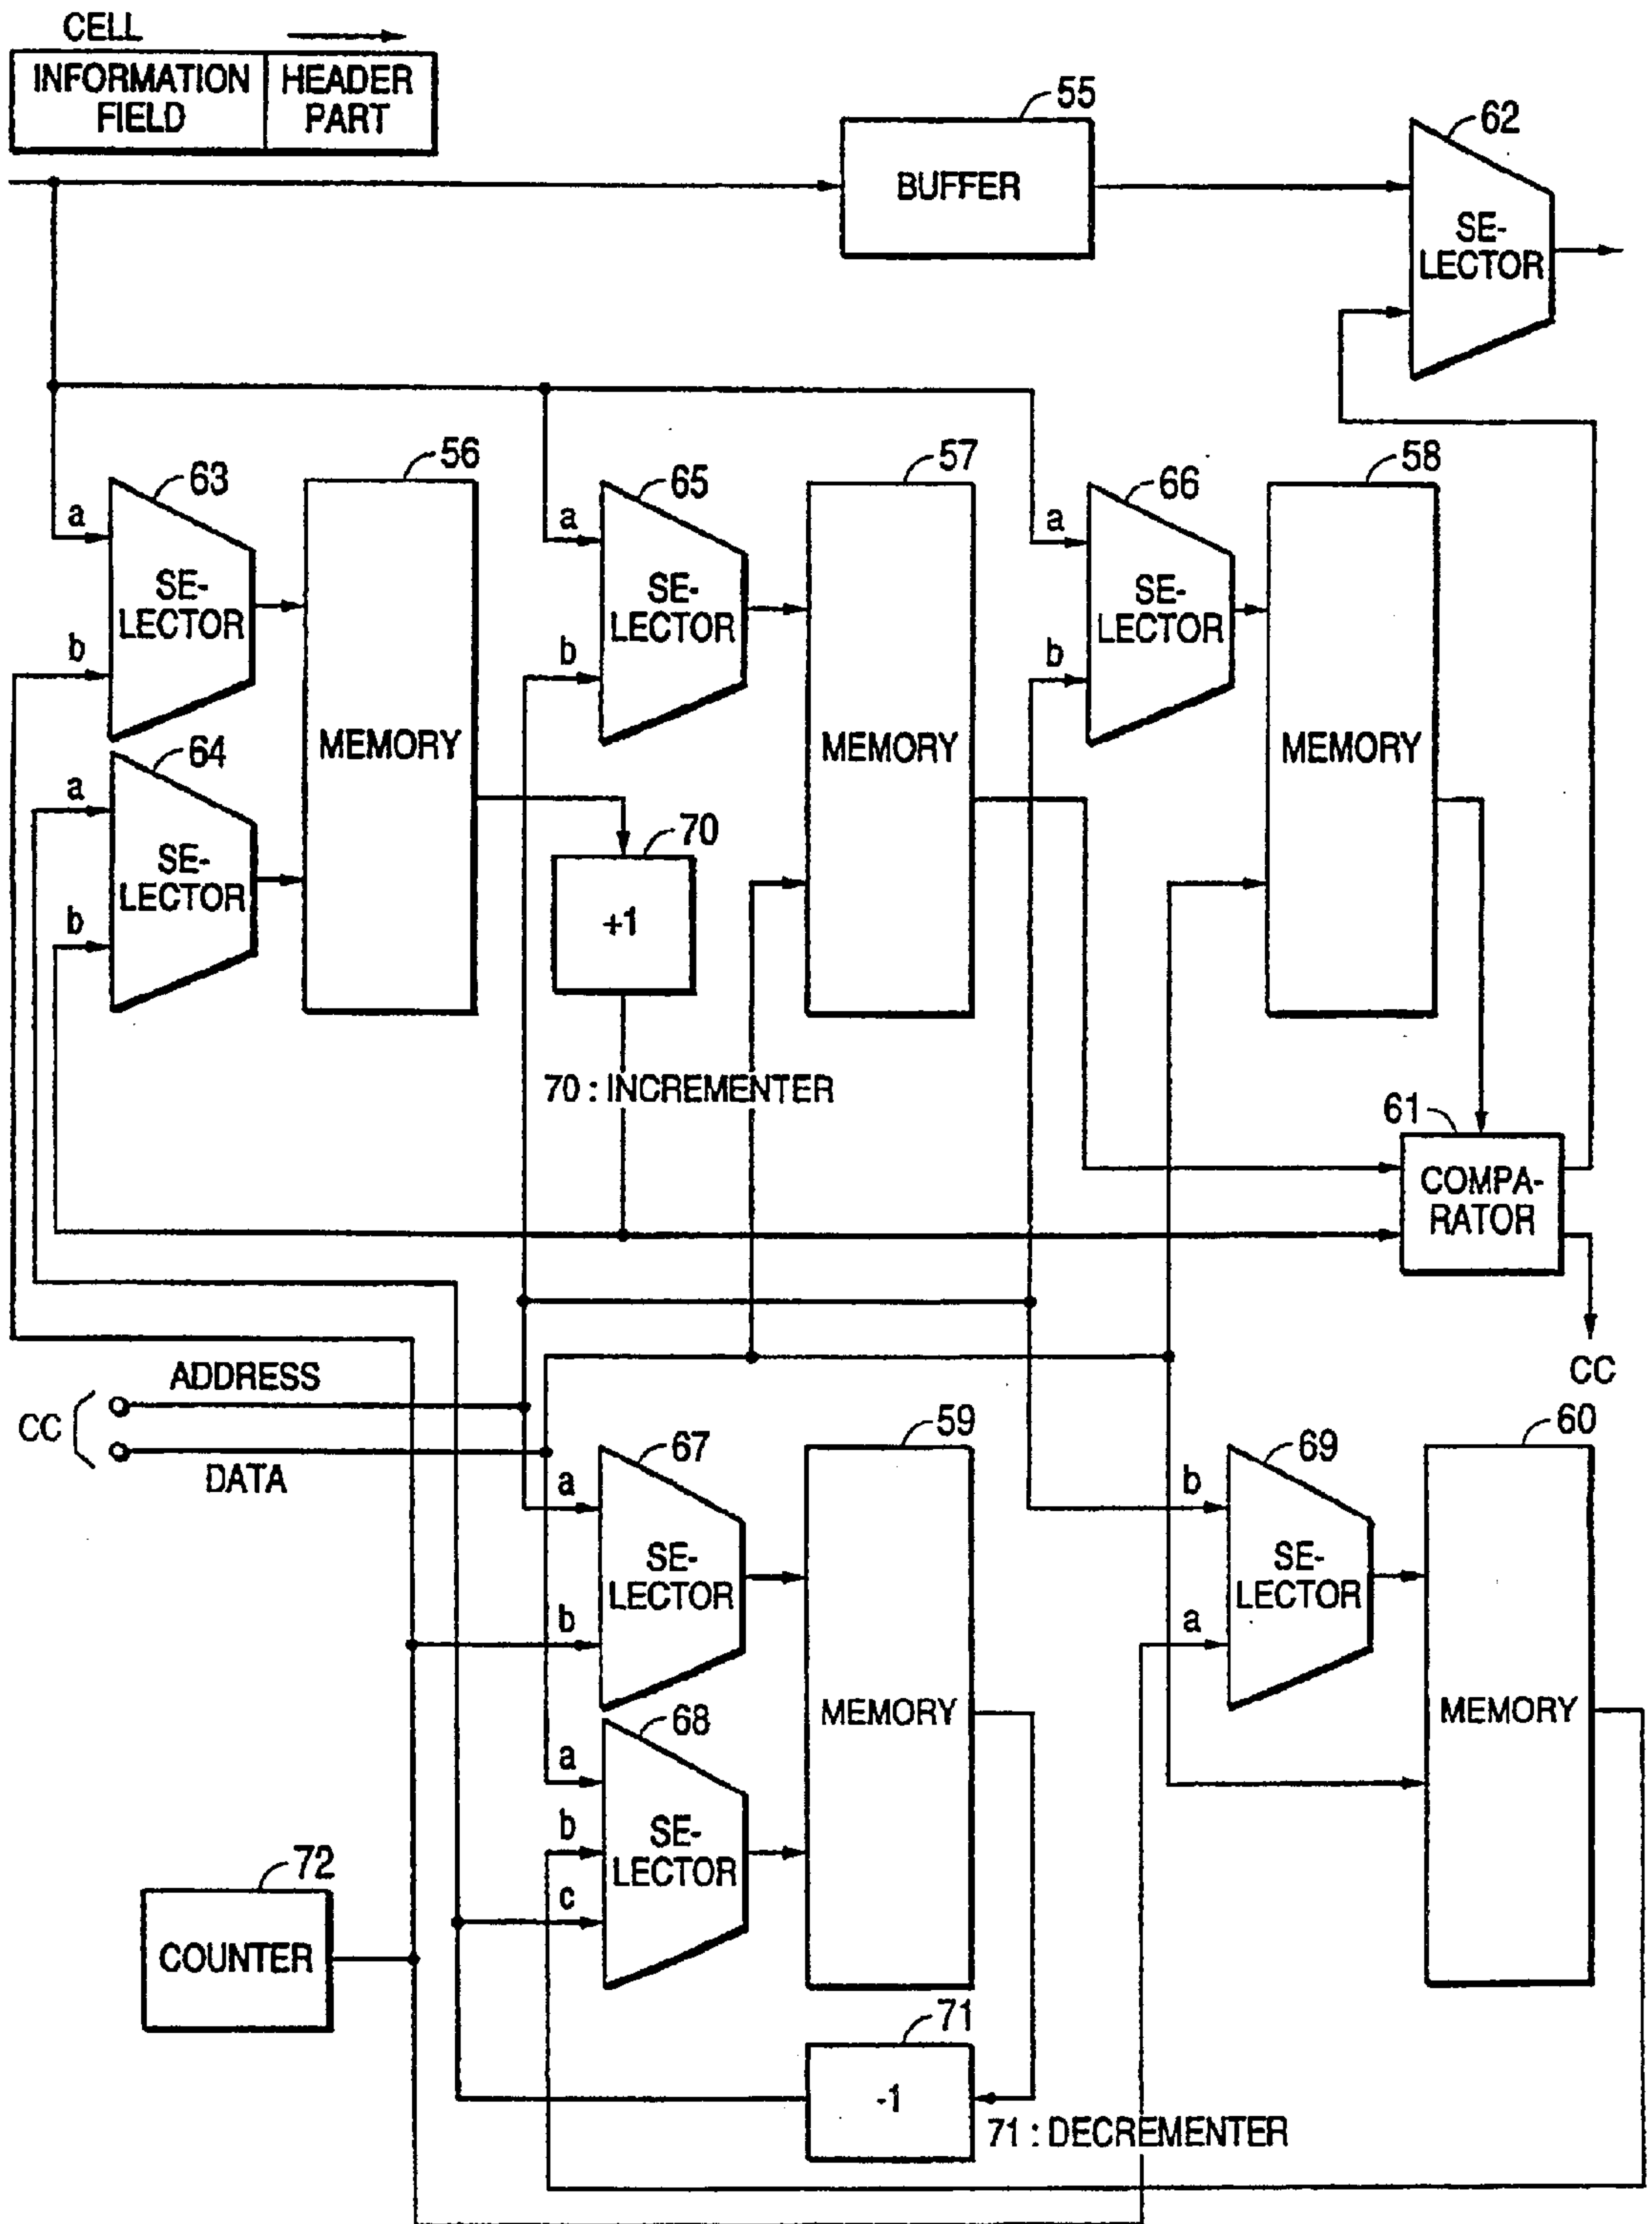 CELL
INFORMATION
FIELD
HEADER
PART
55
BUFFER
62
SE-
LECTOR
63
a
SE-
LECTOR
b
56
MEMORY
65
a
SE-
LECTOR
b
57
MEMORY
66
a
SE-
LECTOR
b
58
MEMORY
64
a
SE-
LECTOR
b
70
+1
70 : INCREMENTER
61
COMPA-
RATOR
CC
ADDRESS
CC
DATA
67
a
SE-
LECTOR
b
59
MEMORY
69
b
SE-
LECTOR
a
60
MEMORY
68
a
b
SE-
LECTOR
c
72
COUNTER
71
-1
71 : DECREMENTER